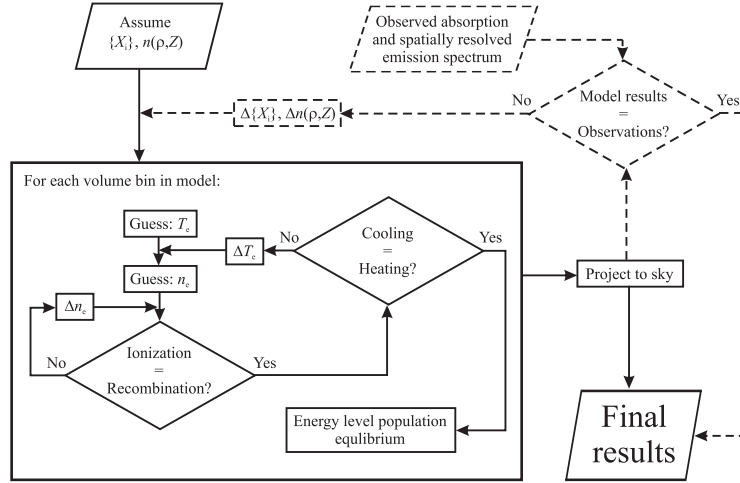 Assume
{Xᵢ}, n(ρ,Z)
Observed absorption
and spatially resolved
emission spectrum
No
Model results
=
Observations?
Yes
Δ{Xᵢ}, Δn(ρ,Z)
For each volume bin in model:
Guess: Tₑ
ΔTₑ
No
Cooling
=
Heating?
Yes
Guess: nₑ
Δnₑ
No
Ionization
=
Recombination?
Yes
Energy level population
equlibrium
Project to sky
Final
results